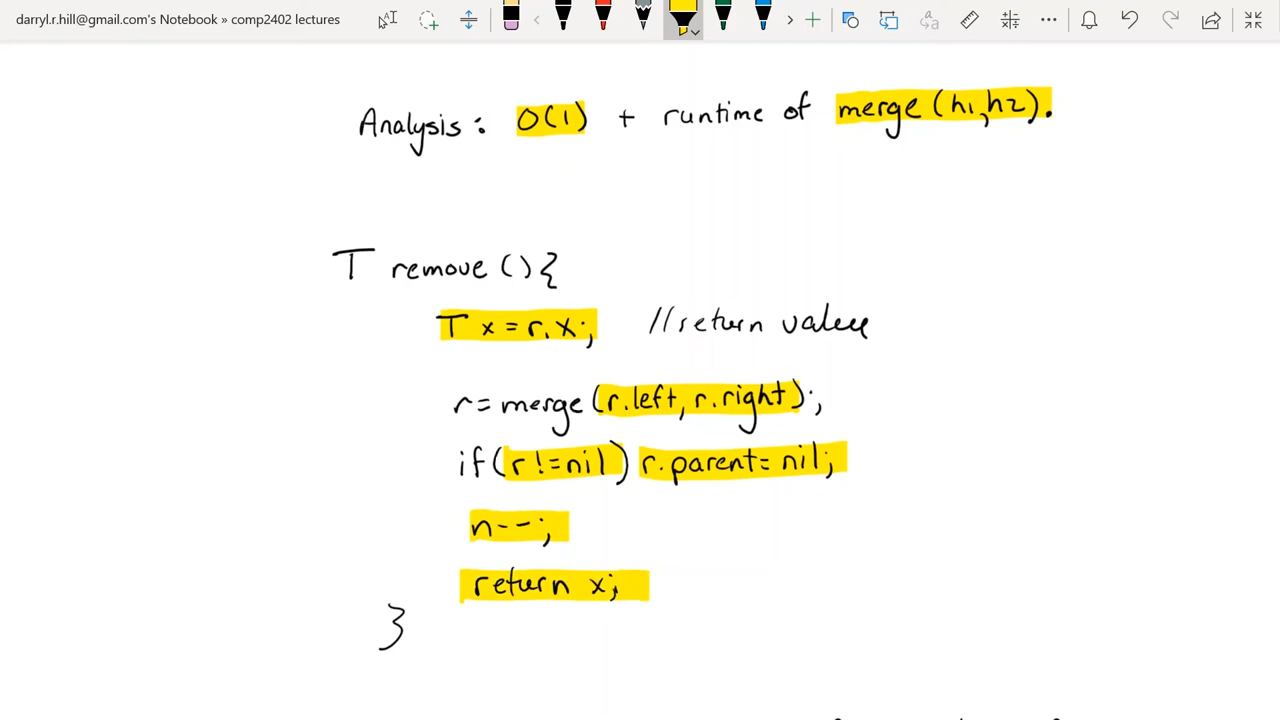 darryl.r.hill@gmail.com's Notebook » comp2402 lectures
Analysis: O(1) + runtime of merge(h1,h2).
T remove(){
T x=r.x; //return value
r=merge(r.left, r.right);
if(r!=nil) r.parent=nil;
n--;
return x;
}